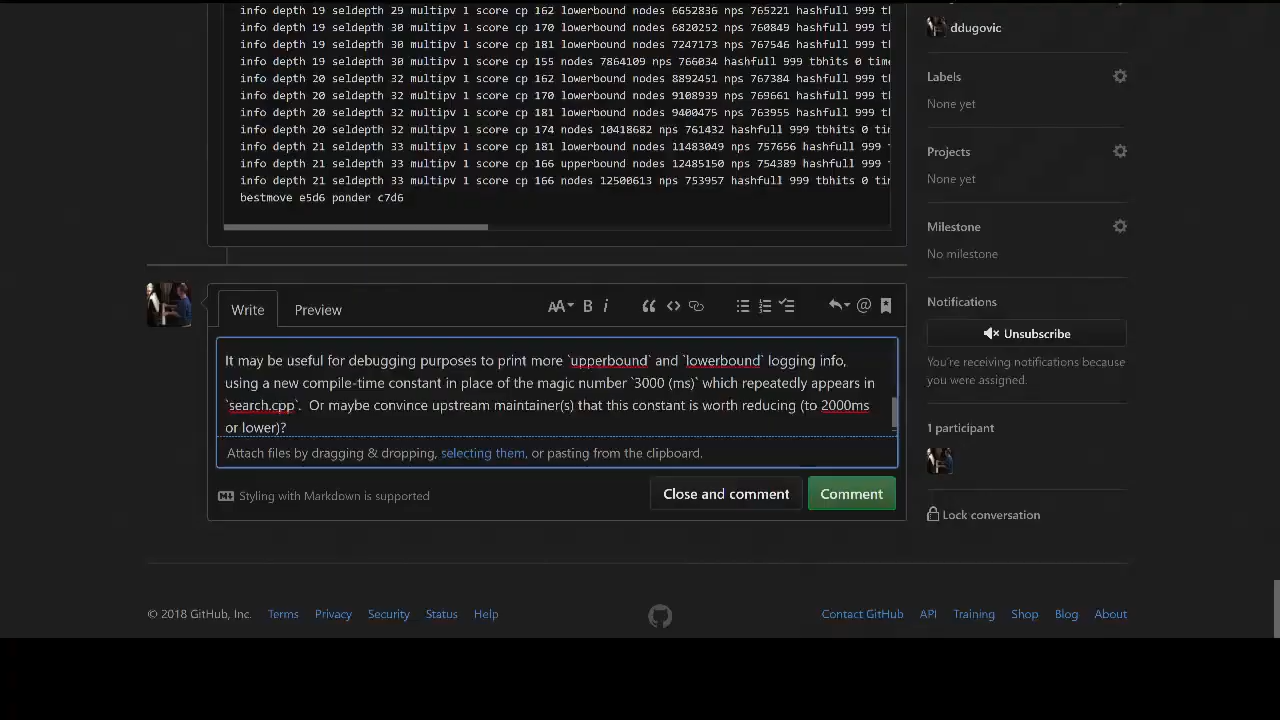 info depth 19 seldepth 29 multipv 1 score cp 162 lowerbound nodes 6652836 nps 765221 hashfull 999 tbhits 0 time
info depth 19 seldepth 30 multipv 1 score cp 170 lowerbound nodes 6820252 nps 760849 hashfull 999 tb
info depth 19 seldepth 30 multipv 1 score cp 181 lowerbound nodes 7247173 nps 767546 hashfull 999 tb
info depth 19 seldepth 30 multipv 1 score cp 155 nodes 7864109 nps 766034 hashfull 999 tbhits 0 time
info depth 20 seldepth 32 multipv 1 score cp 162 lowerbound nodes 8892451 nps 767384 hashfull 999 tb
info depth 20 seldepth 32 multipv 1 score cp 170 lowerbound nodes 9108939 nps 769661 hashfull 999 tb
info depth 20 seldepth 32 multipv 1 score cp 181 lowerbound nodes 9400475 nps 763955 hashfull 999 tb
info depth 20 seldepth 32 multipv 1 score cp 174 nodes 10418682 nps 761432 hashfull 999 tbhits 0 tim
info depth 21 seldepth 33 multipv 1 score cp 181 lowerbound nodes 11483049 nps 757656 hashfull 999 t
info depth 21 seldepth 33 multipv 1 score cp 166 upperbound nodes 12485150 nps 754389 hashfull 999 t
info depth 21 seldepth 33 multipv 1 score cp 166 nodes 12500613 nps 753957 hashfull 999 tbhits 0 tim
bestmove e5d6 ponder c7d6
ddugovic
Labels
None yet
Projects
None yet
Milestone
No milestone
Notifications
Unsubscribe
You're receiving notifications because
you were assigned.
1 participant
Lock conversation
Write
Preview
AA B i
It may be useful for debugging purposes to print more `upperbound` and `lowerbound` logging info,
using a new compile-time constant in place of the magic number `3000 (ms)` which repeatedly appears in
`search.cpp`.  Or maybe convince upstream maintainer(s) that this constant is worth reducing (to 2000ms
or lower)?
Attach files by dragging & dropping, selecting them, or pasting from the clipboard.
Styling with Markdown is supported
Close and comment
Comment
© 2018 GitHub, Inc. Terms Privacy Security Status Help
Contact GitHub API Training Shop Blog About